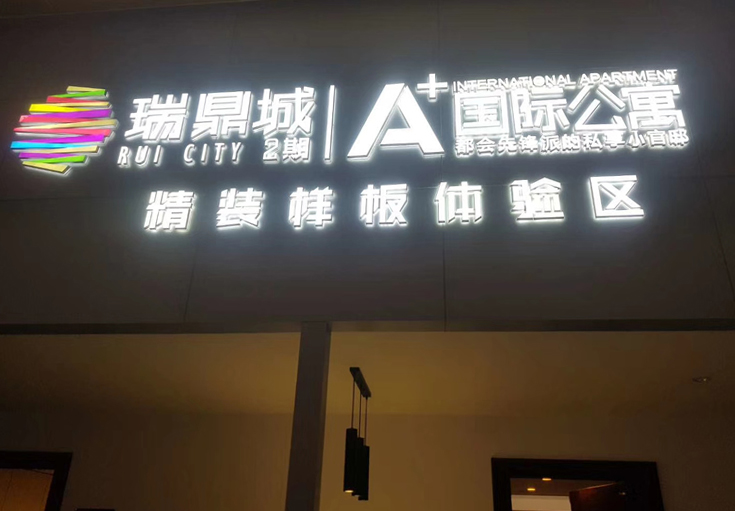 瑞鼎城
RUI CITY 2期
A+
INTERNATIONAL APARTMENT
国际公寓
都会先锋派的私享小官邸
精装样板体验区